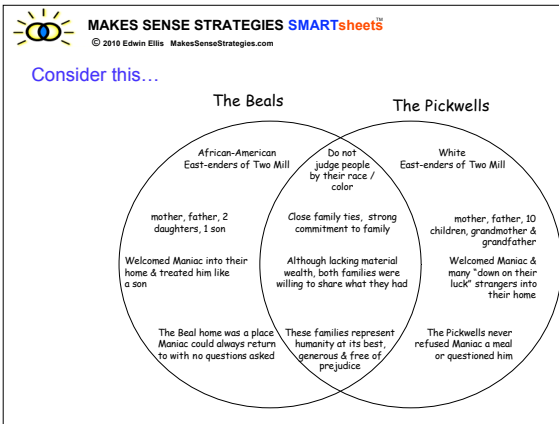 MAKES SENSE STRATEGIES SMARTsheets™
© 2010 Edwin Ellis MakesSenseStrategies.com
Consider this…
The Beals
The Pickwells
African-American
East-enders of Two Mill
Do not
judge people
by their race /
color
White
East-enders of Two Mill
mother, father, 2
daughters, 1 son
Close family ties, strong
commitment to family
mother, father, 10
children, grandmother &
grandfather
Welcomed Maniac into their
home & treated him like
a son
Although lacking material
wealth, both families were
willing to share what they had
Welcomed Maniac &
many "down on their
luck" strangers into
their home
The Beal home was a place
Maniac could always return
to with no questions asked
These families represent
humanity at its best,
generous & free of
prejudice
The Pickwells never
refused Maniac a meal
or questioned him